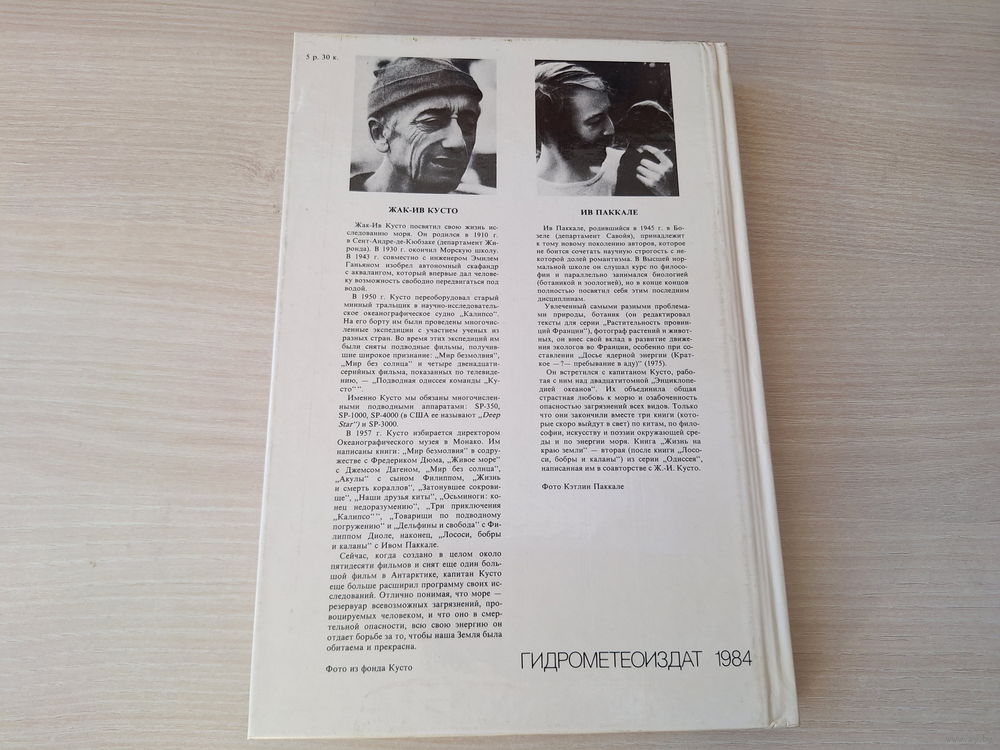 5 р. 30 к.
ЖАК-ИВ КУСТО
Жак-Ив Кусто посвятил свою жизнь ис-
следованию моря. Он родился в 1910 г.
в Сент-Андре-де-Кюбзаке (департамент Жи-
ронда). В 1930 г. окончил Морскую школу.
В 1943 г. совместно с инженером Эмилем
Ганьяном изобрел автономный скафандр
с аквалангом, который впервые дал челове-
ку возможность свободно передвигаться под
водой.
В 1950 г. Кусто переоборудовал старый
минный тральщик в научно-исследователь-
ское океанографическое судно „Калипсо“.
На его борту им были проведены многочис-
ленные экспедиции с участием ученых из
разных стран. Во время этих экспедиций им
были сняты подводные фильмы, получив-
шие широкое признание: „Мир безмолвия“,
„Мир без солнца“ и четыре двенадцати-
серийных фильма, показанных по телевиде-
нию, — „Подводная одиссея команды „Ку-
сто““.
Именно Кусто мы обязаны многочислен-
ными подводными аппаратами: SP-350,
SP-1000, SP-4000 (в США ее называют „Deep
Star“) и SP-3000.
В 1957 г. Кусто избирается директором
Океанографического музея в Монако. Им
написаны книги: „Мир безмолвия“ в содру-
жестве с Фредериком Дюма, „Живое море“
с Джемсом Дагеном, „Мир без солнца“,
„Акулы“ с сыном Филиппом, „Жизнь
и смерть кораллов“, „Затонувшее сокрови-
ще“, „Наши друзья киты“, „Осьминоги: ко-
нец недоразумению“, „Три приключения
„Калипсо““, „Товарищи по подводному
погружению“ и „Дельфины и свобода“ с Фи-
липпом Диоле, наконец, „Лососи, бобры
и каланы“ с Ивом Паккале.
Сейчас, когда создано в целом около
пятидесяти фильмов и снят еще один боль-
шой фильм в Антарктике, капитан Кусто
еще больше расширил программу своих ис-
следований. Отлично понимая, что море —
резервуар всевозможных загрязнений, про-
воцируемых человеком, и что оно в смер-
тельной опасности, всю свою энергию он
отдает борьбе за то, чтобы наша Земля была
обитаема и прекрасна.
Фото из фонда Кусто
ИВ ПАККАЛЕ
Ив Паккале, родившийся в 1945 г. в Бо-
зеле (департамент Савойя), принадлежит
к тому новому поколению авторов, которое
не боится сочетать научную строгость с не-
которой долей романтизма. В Высшей нор-
мальной школе он слушал курс по филосо-
фии и параллельно занимался биологией
(ботаникой и зоологией), но в конце концов
полностью посвятил себя этим последним
дисциплинам.
Увлеченный самыми разными проблема-
ми природы, ботаник (он редактировал
тексты для серии „Растительность провин-
ций Франции“), фотограф растений и живот-
ных, он внес свой вклад в развитие движе-
ния экологов во Франции, особенно при со-
ставлении „Досье ядерной энергии (Крат-
кое —?— пребывание в аду)“ (1975).
Он встретился с капитаном Кусто, рабо-
тая с ним над двадцатитомной „Энциклопе-
дией океанов“. Их объединила общая
страстная любовь к морю и озабоченность
опасностью загрязнений всех видов. Только
что они закончили вместе три книги (кото-
рые скоро выйдут в свет) по китам, по фило-
софии, искусству и поэзии окружающей сре-
ды и по энергии моря. Книга „Жизнь на
краю земли“ — вторая (после книги „Лосо-
си, бобры и каланы“) из серии „Одиссея“,
написанная им в соавторстве с Ж.-И. Кусто.
Фото Кэтлин Паккале
ГИДРОМЕТЕОИЗДАТ 1984